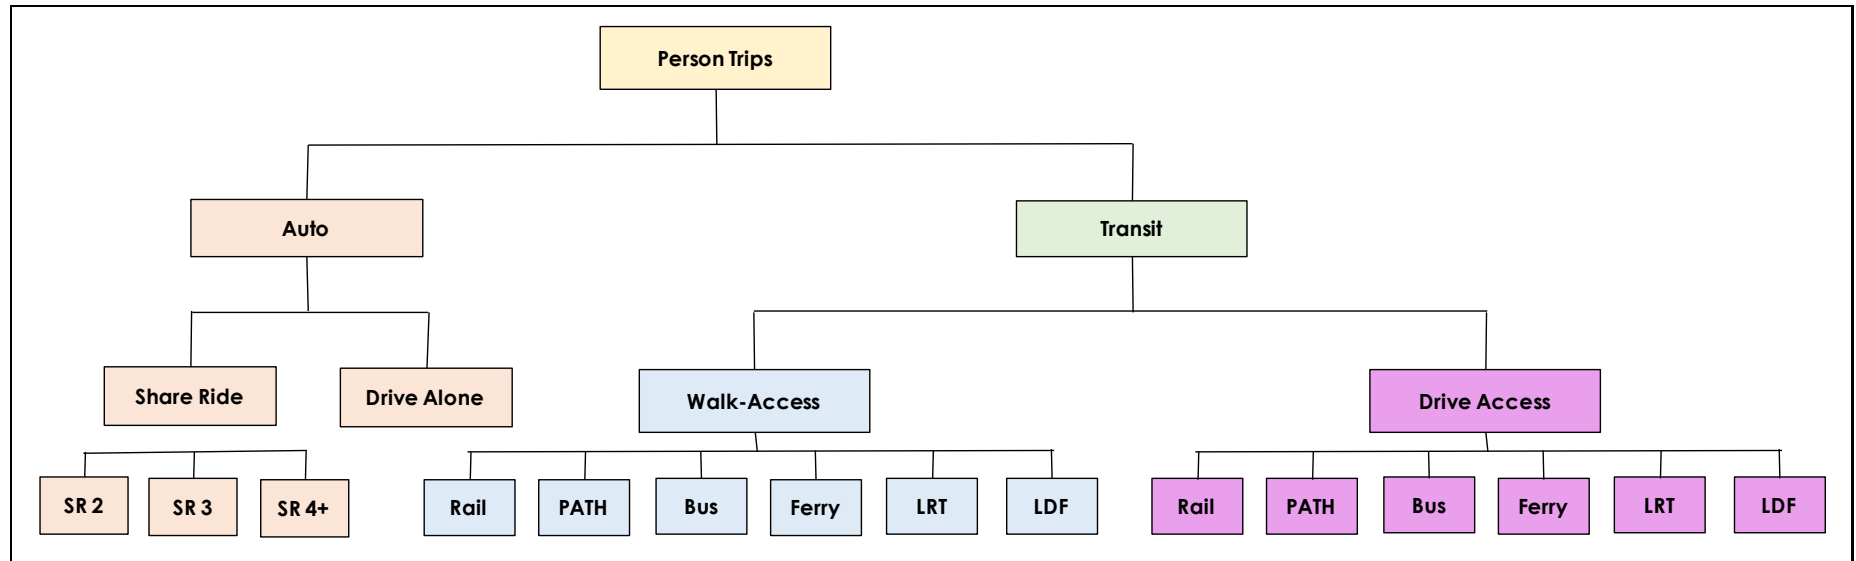 Person Trips
Auto
Transit
Share Ride
Drive Alone
Walk-Access
Drive Access
SR 2
SR 3
SR 4+
Rail
PATH
Bus
Ferry
LRT
LDF
Rail
PATH
Bus
Ferry
LRT
LDF